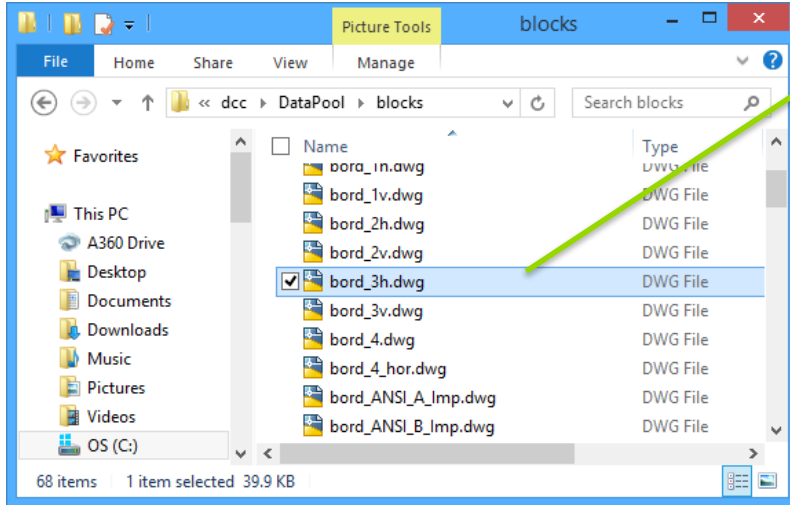 Picture Tools blocks
File Home Share View Manage
« dcc DataPool blocks Search blocks
Favorites
This PC
A360 Drive
Desktop
Documents
Downloads
Music
Pictures
Videos
OS (C:)
Name Type
bord_1h.dwg DWG File
bord_1v.dwg DWG File
bord_2h.dwg DWG File
bord_2v.dwg DWG File
bord_3h.dwg DWG File
bord_3v.dwg DWG File
bord_4.dwg DWG File
bord_4_hor.dwg DWG File
bord_ANSI_A_Imp.dwg DWG File
bord_ANSI_B_Imp.dwg DWG File
68 items 1 item selected 39.9 KB